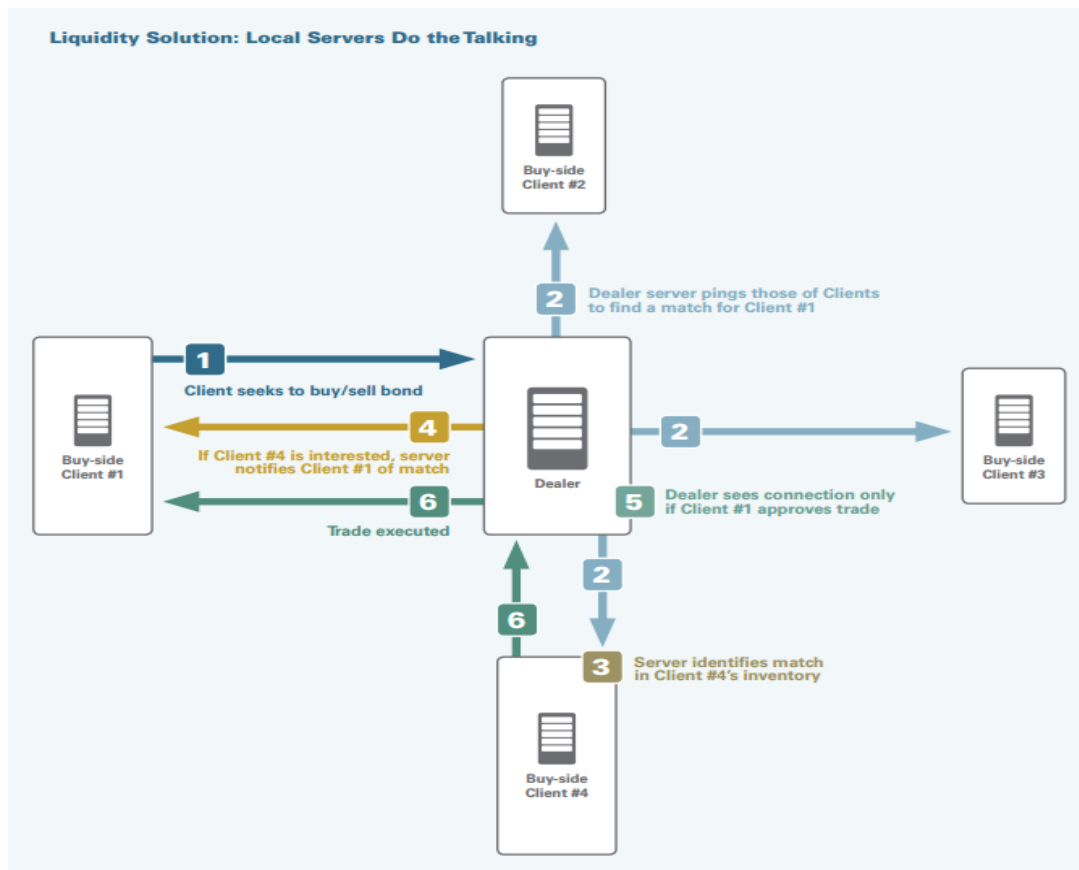 Liquidity Solution: Local Servers Do the Talking
Buy-side
Client #2
2
Dealer server pings those of Clients
to find a match for Client #1
1
Client seeks to buy/sell bond
Buy-side
Client #1
4
If Client #4 is interested, server
notifies Client #1 of match
6
Trade executed
Dealer
2
Buy-side
Client #3
5
Dealer sees connection only
if Client #1 approves trade
2
6
3
Server identifies match
in Client #4's inventory
Buy-side
Client #4